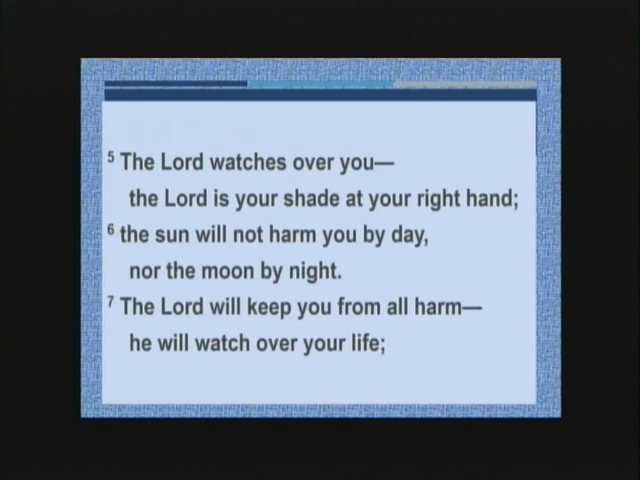 ⁵ The Lord watches over you—
the Lord is your shade at your right hand;
⁶ the sun will not harm you by day,
nor the moon by night.
⁷ The Lord will keep you from all harm—
he will watch over your life;